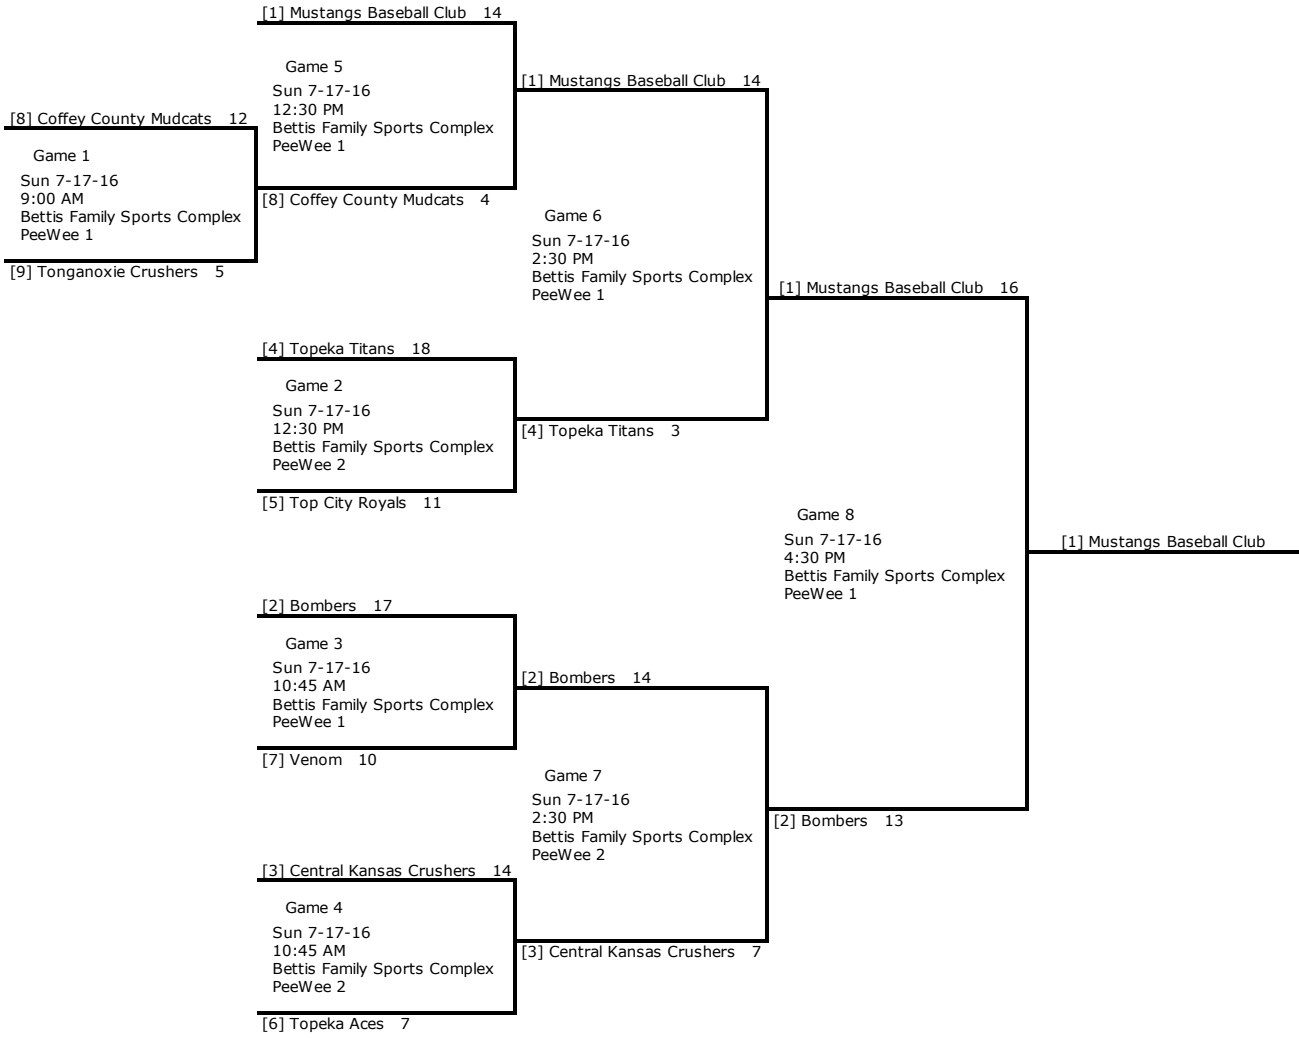 [1] Mustangs Baseball Club 14
Game 5
Sun 7-17-16
12:30 PM
Bettis Family Sports Complex
PeeWee 1
[8] Coffey County Mudcats 4
[8] Coffey County Mudcats 12
Game 1
Sun 7-17-16
9:00 AM
Bettis Family Sports Complex
PeeWee 1
[9] Tonganoxie Crushers 5
[1] Mustangs Baseball Club 14
Game 6
Sun 7-17-16
2:30 PM
Bettis Family Sports Complex
PeeWee 1
[4] Topeka Titans 3
[4] Topeka Titans 18
Game 2
Sun 7-17-16
12:30 PM
Bettis Family Sports Complex
PeeWee 2
[5] Top City Royals 11
[1] Mustangs Baseball Club 16
Game 8
Sun 7-17-16
4:30 PM
Bettis Family Sports Complex
PeeWee 1
[2] Bombers 13
[1] Mustangs Baseball Club
[2] Bombers 17
Game 3
Sun 7-17-16
10:45 AM
Bettis Family Sports Complex
PeeWee 1
[7] Venom 10
[2] Bombers 14
Game 7
Sun 7-17-16
2:30 PM
Bettis Family Sports Complex
PeeWee 2
[3] Central Kansas Crushers 7
[3] Central Kansas Crushers 14
Game 4
Sun 7-17-16
10:45 AM
Bettis Family Sports Complex
PeeWee 2
[6] Topeka Aces 7